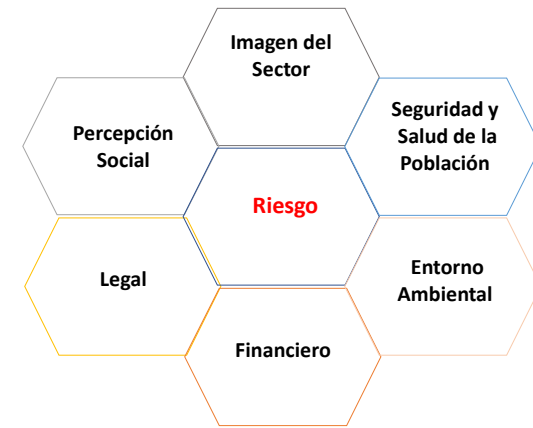 Imagen del
Sector
Percepción
Social
Seguridad y
Salud de la
Población
Riesgo
Legal
Entorno
Ambiental
Financiero